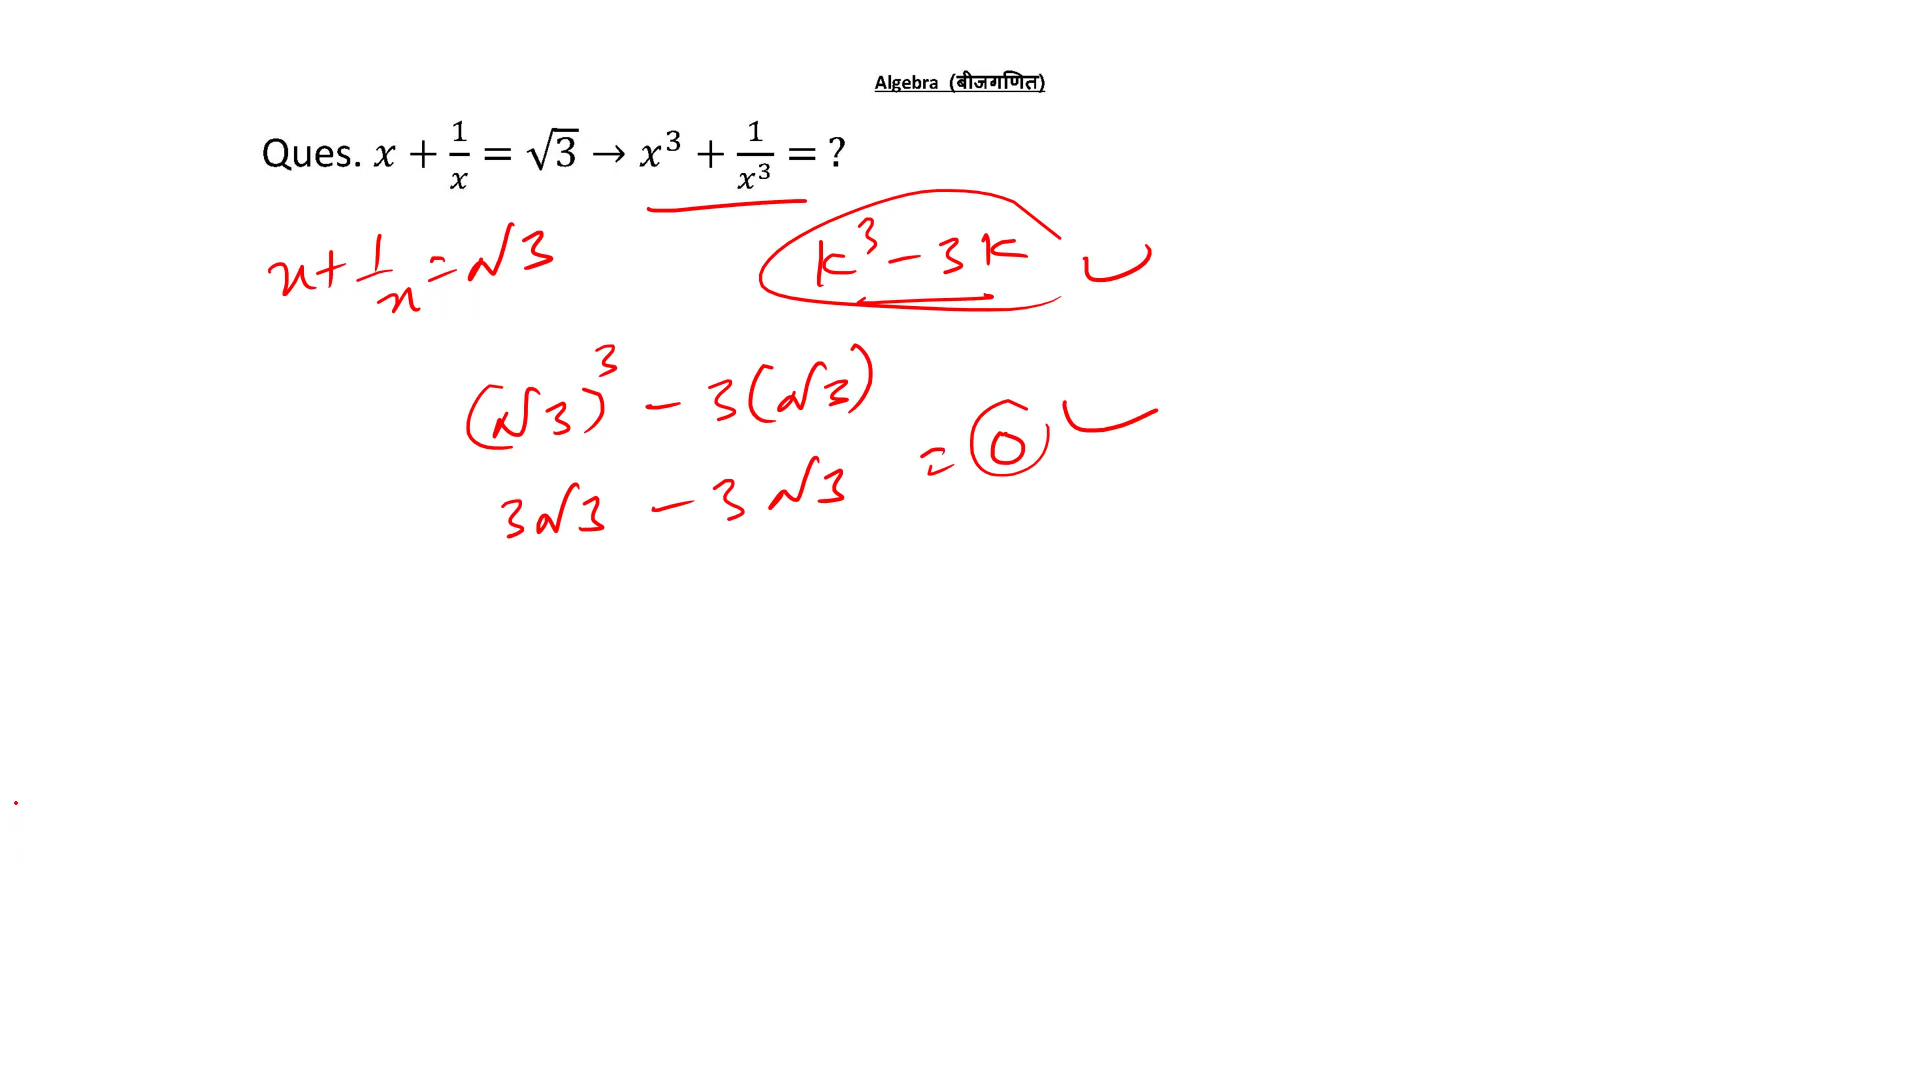 Algebra (बीजगणित)
Ques. x + 1/x = √3 → x³ + 1/x³ = ?
x + 1/x = √3
k³ − 3k
(√3)³ − 3(√3)
3√3 − 3√3 = 0